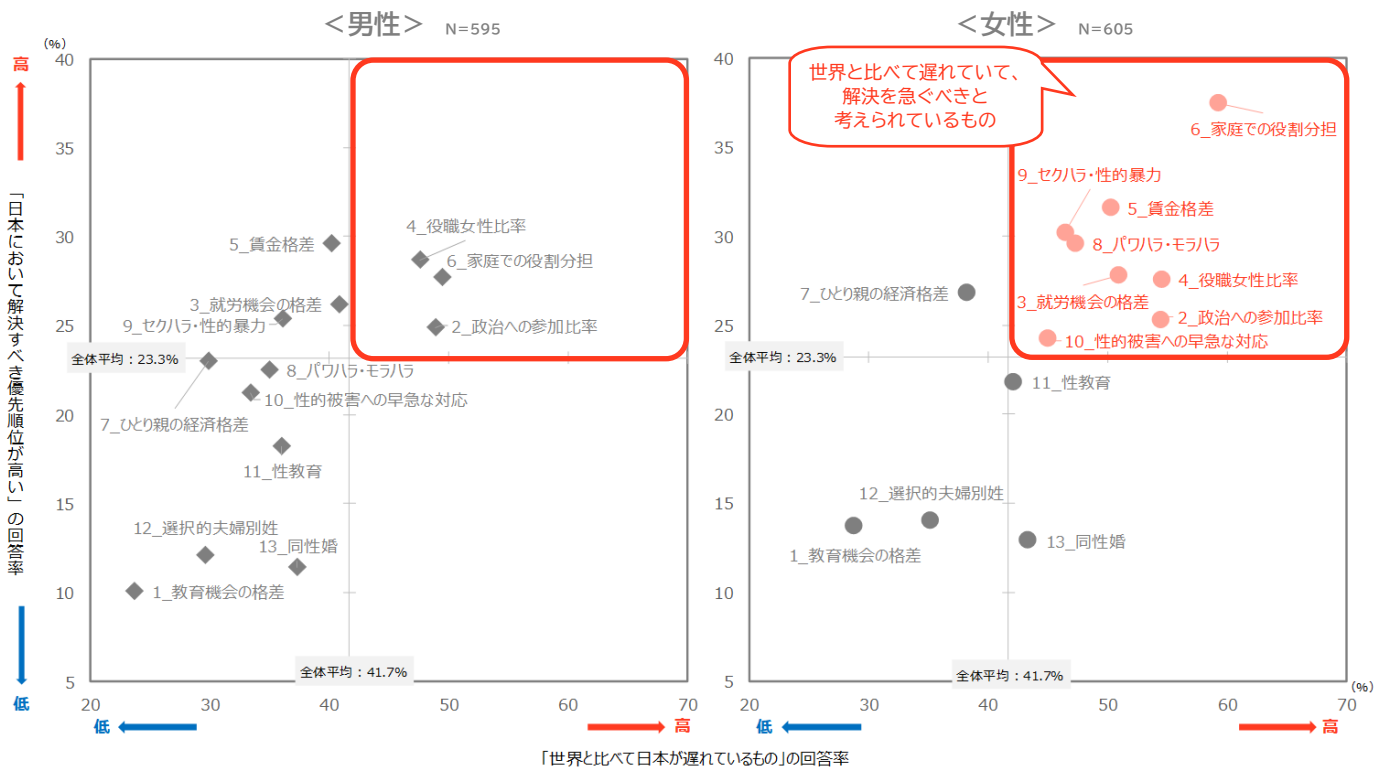 ＜男性＞ N=595
(%)
高
40
35
30
25
20
15
10
5
20
30
40
50
60
70
「日本において解決すべき優先順位が高い」の回答率
低
4_役職女性比率
5_賃金格差
6_家庭での役割分担
3_就労機会の格差
9_セクハラ・性的暴力
2_政治への参加比率
全体平均：23.3%
8_パワハラ・モラハラ
10_性的被害への早急な対応
7_ひとり親の経済格差
11_性教育
12_選択的夫婦別姓
13_同性婚
1_教育機会の格差
全体平均：41.7%
低
高
＜女性＞ N=605
世界と比べて遅れていて、
解決を急ぐべきと
考えられているもの
40
35
30
25
20
15
10
5
20
30
40
50
60
70
(%)
6_家庭での役割分担
9_セクハラ・性的暴力
5_賃金格差
8_パワハラ・モラハラ
4_役職女性比率
7_ひとり親の経済格差
3_就労機会の格差
2_政治への参加比率
10_性的被害への早急な対応
全体平均：23.3%
11_性教育
12_選択的夫婦別姓
1_教育機会の格差
13_同性婚
全体平均：41.7%
低
高
「世界と比べて日本が遅れているもの」の回答率